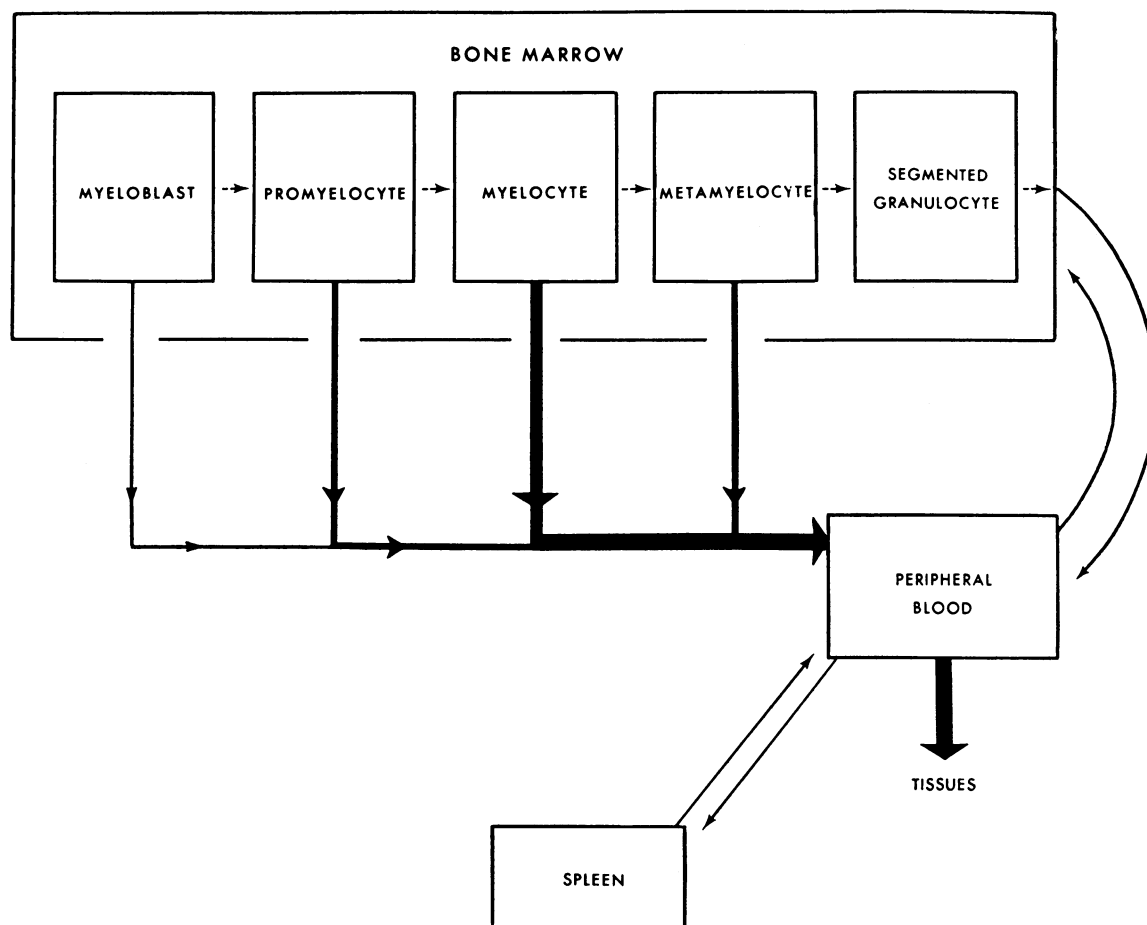 BONE MARROW
MYELOBLAST
PROMYELOCYTE
MYELOCYTE
METAMYELOCYTE
SEGMENTED
GRANULOCYTE
PERIPHERAL
BLOOD
TISSUES
SPLEEN